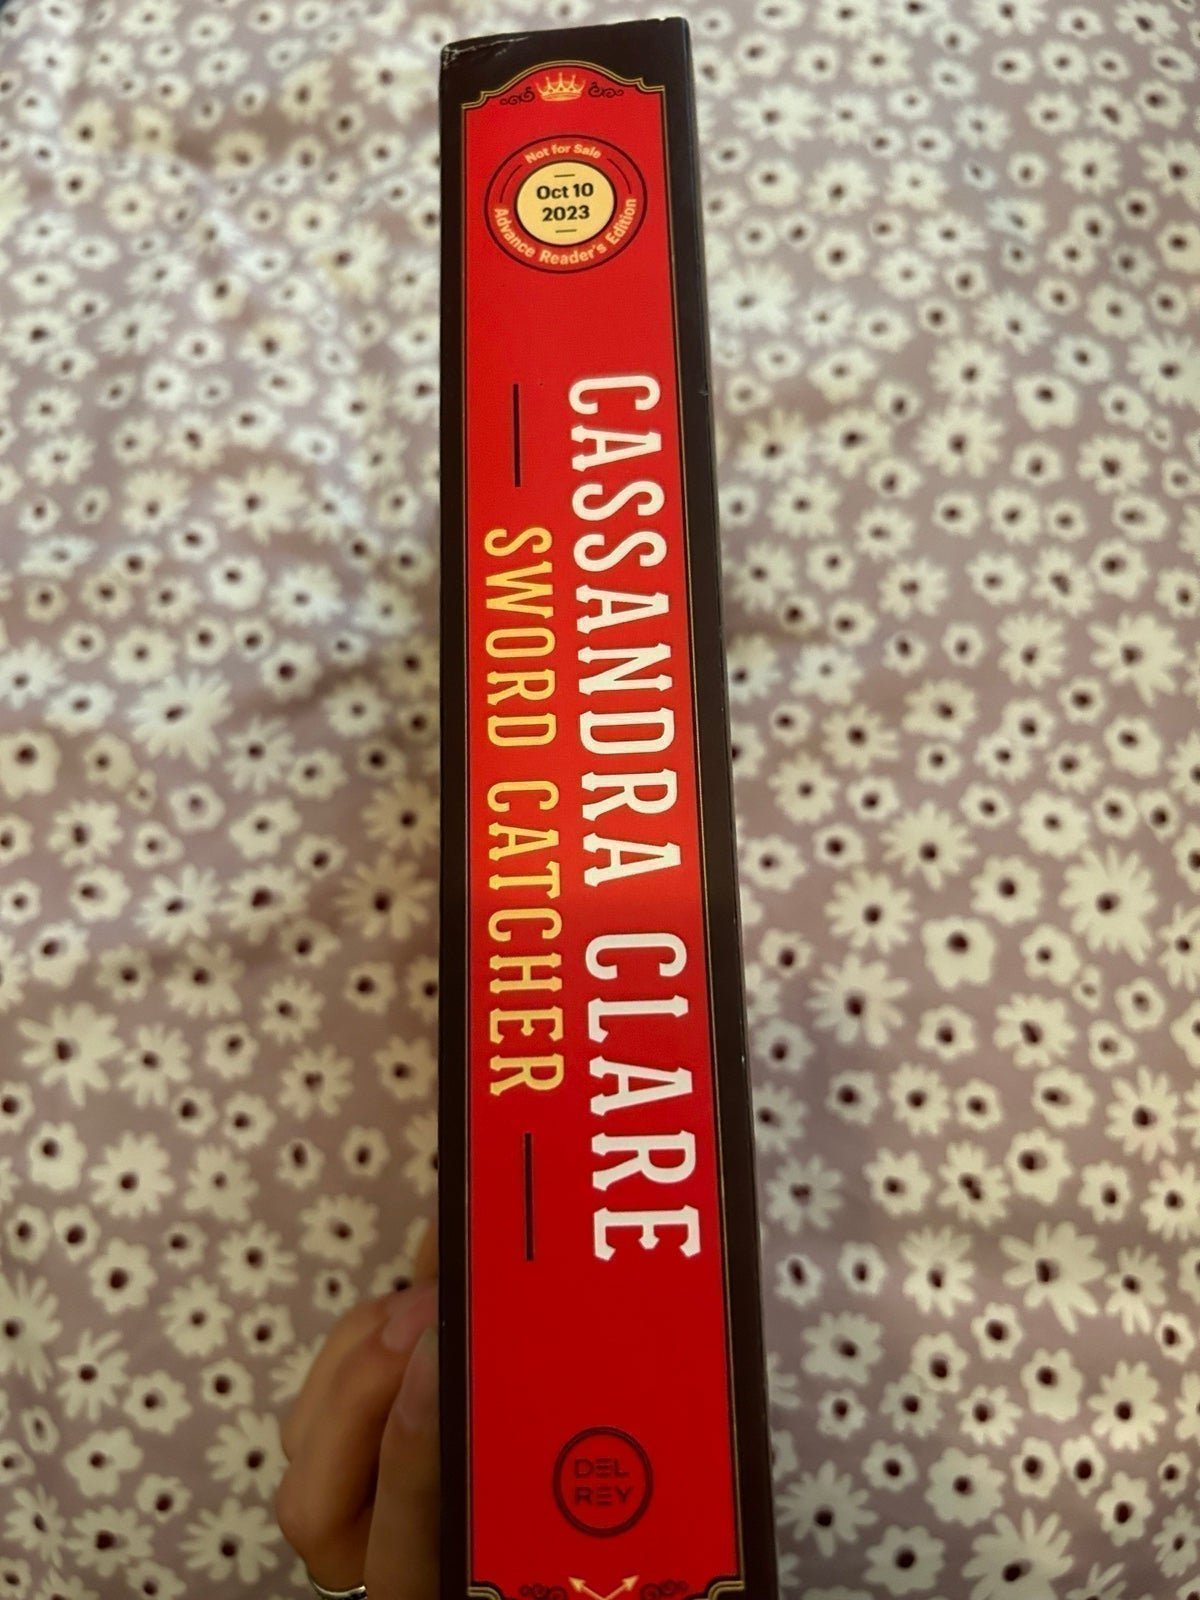 Not for Sale
Oct 10
2023
Advance Reader's Edition
CASSANDRA CLARE
SWORD CATCHER
DEL
REY